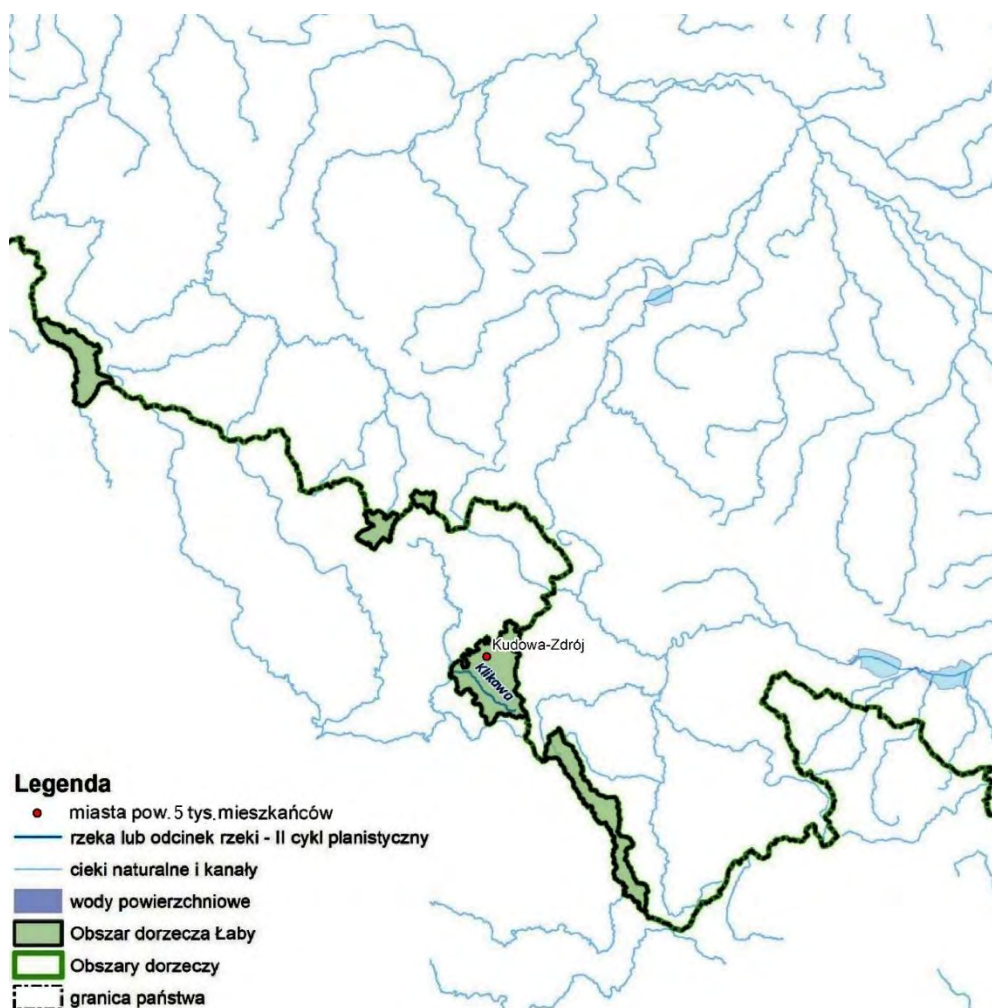 Kudowa-Zdrój
Klikawa
Legenda
miasta pow. 5 tys. mieszkańców
rzeka lub odcinek rzeki - II cykl planistyczny
cieki naturalne i kanały
wody powierzchniowe
Obszar dorzecza Łaby
Obszary dorzeczy
granica państwa